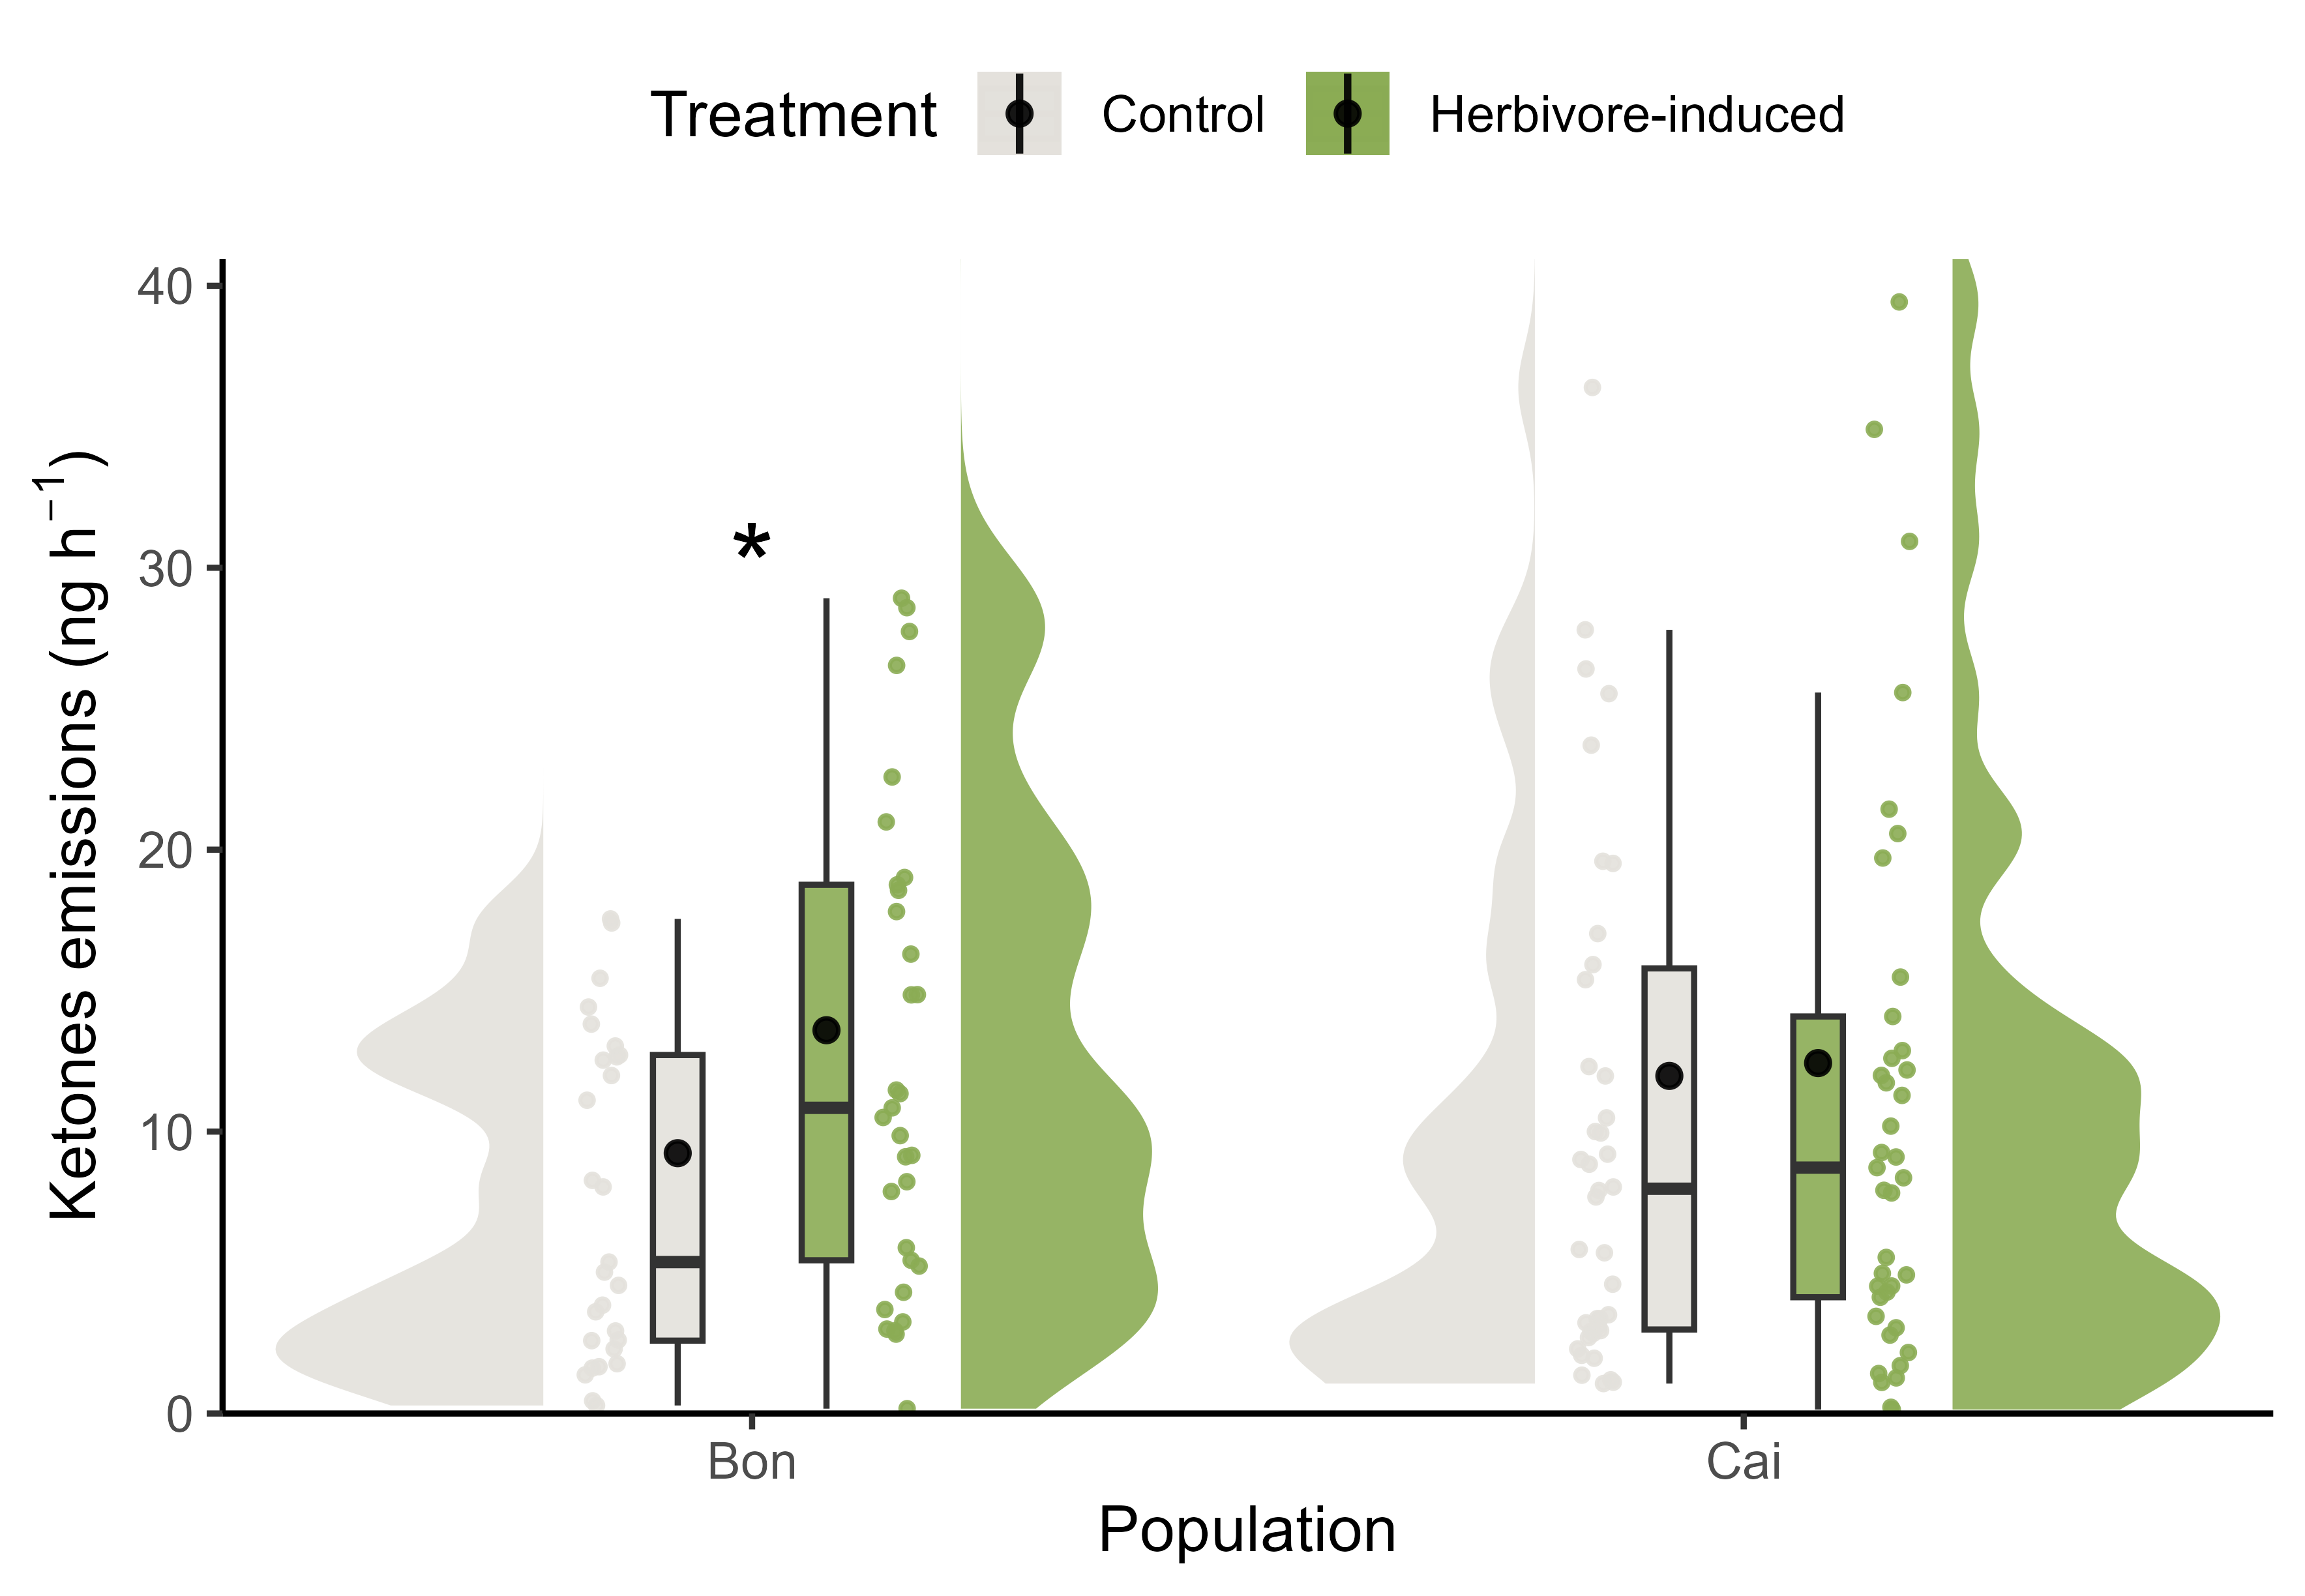 Treatment Control Herbivore-induced
Ketones emissions (ng h⁻¹)
40
30
20
10
0
*
Bon Cai
Population